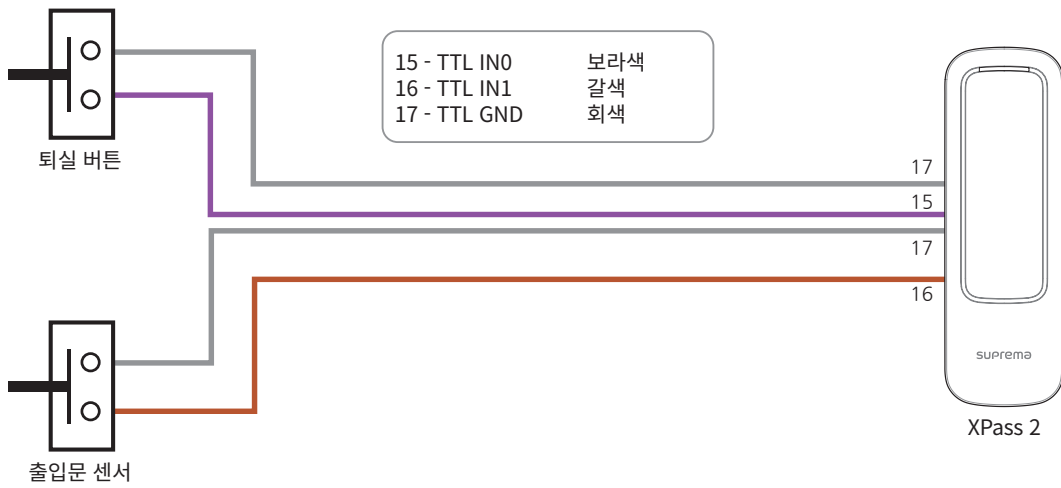 15 - TTL IN0 보라색
16 - TTL IN1 갈색
17 - TTL GND 회색
퇴실 버튼
17
15
17
16
suprema
XPass 2
출입문 센서